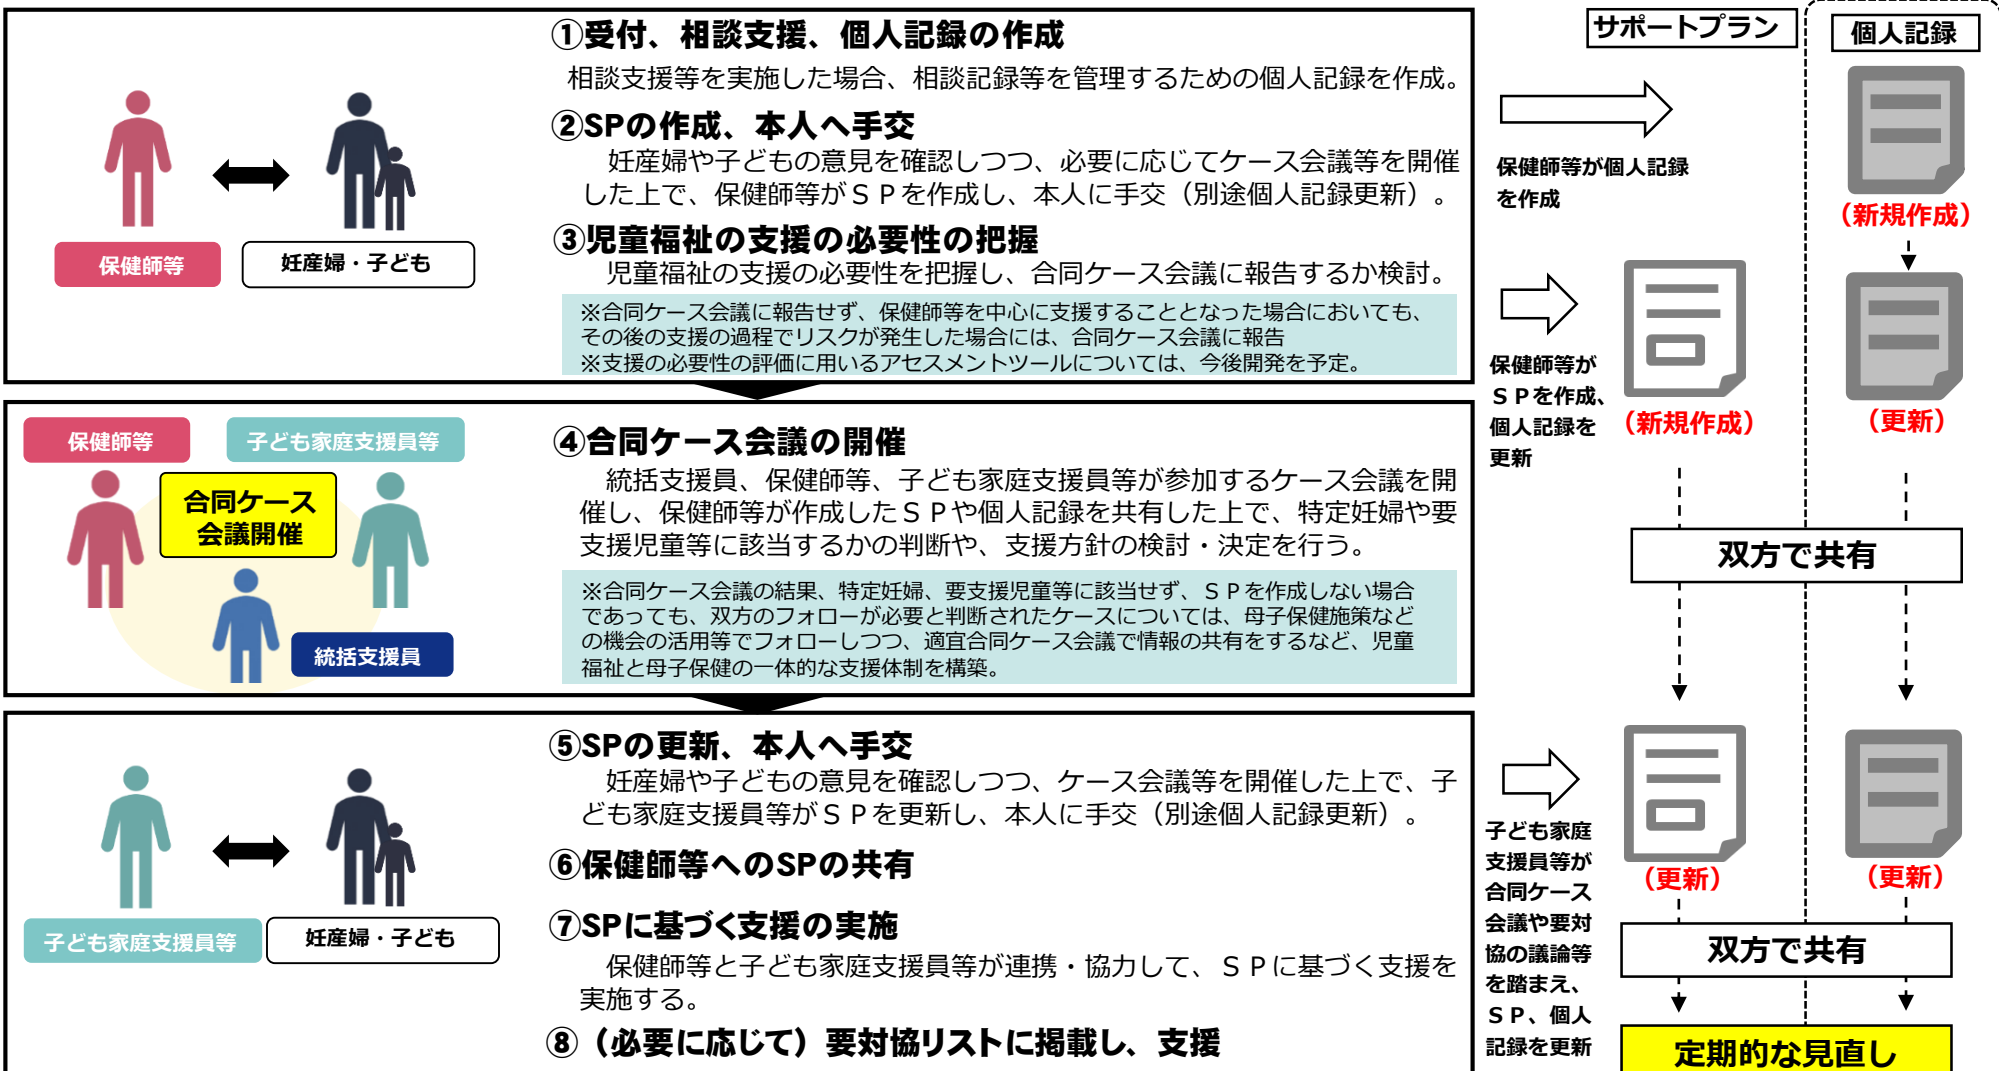 ①受付、相談支援、個人記録の作成
相談支援等を実施した場合、相談記録等を管理するための個人記録を作成。
②SPの作成、本人へ手交
妊産婦や子どもの意見を確認しつつ、必要に応じてケース会議等を開催
した上で、保健師等がＳＰを作成し、本人に手交（別途個人記録更新）。
③児童福祉の支援の必要性の把握
児童福祉の支援の必要性を把握し、合同ケース会議に報告するか検討。
※合同ケース会議に報告せず、保健師等を中心に支援することとなった場合においても、
その後の支援の過程でリスクが発生した場合には、合同ケース会議に報告
※支援の必要性の評価に用いるアセスメントツールについては、今後開発を予定。
保健師等
妊産婦・子ども
保健師等
子ども家庭支援員等
合同ケース
会議開催
統括支援員
④合同ケース会議の開催
統括支援員、保健師等、子ども家庭支援員等が参加するケース会議を開
催し、保健師等が作成したＳＰや個人記録を共有した上で、特定妊婦や要
支援児童等に該当するかの判断や、支援方針の検討・決定を行う。
※合同ケース会議の結果、特定妊婦、要支援児童等に該当せず、ＳＰを作成しない場合
であっても、双方のフォローが必要と判断されたケースについては、母子保健施策など
の機会の活用等でフォローしつつ、適宜合同ケース会議で情報の共有をするなど、児童
福祉と母子保健の一体的な支援体制を構築。
⑤SPの更新、本人へ手交
妊産婦や子どもの意見を確認しつつ、ケース会議等を開催した上で、子
ども家庭支援員等がＳＰを更新し、本人に手交（別途個人記録更新）。
⑥保健師等へのSPの共有
⑦SPに基づく支援の実施
保健師等と子ども家庭支援員等が連携・協力して、ＳＰに基づく支援を
実施する。
⑧（必要に応じて）要対協リストに掲載し、支援
子ども家庭支援員等
妊産婦・子ども
サポートプラン
個人記録
保健師等が個人記録
を作成
（新規作成）
保健師等が
ＳＰを作成、
個人記録を
更新
（新規作成）
（更新）
双方で共有
子ども家庭
支援員等が
合同ケース
会議や要対
協の議論等
を踏まえ、
ＳＰ、個人
記録を更新
（更新）
（更新）
双方で共有
定期的な見直し